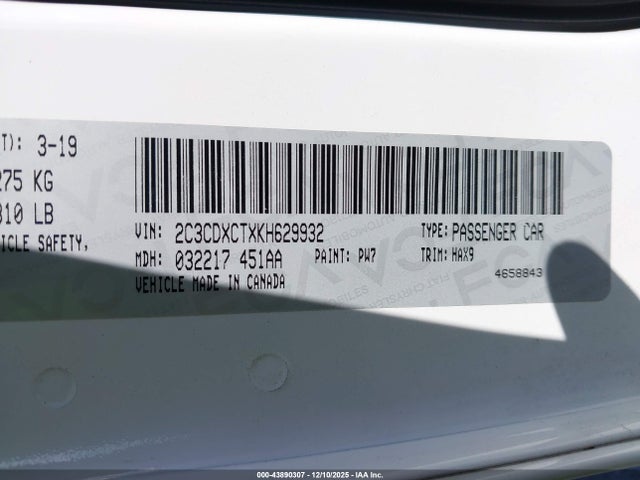 T): 3-19
275 KG
310 LB
ICLE SAFETY,
VIN: 2C3CDXCTXKH629932
TYPE: PASSENGER CAR
MDH: 032217 451AA
PAINT: PW7
TRIM: HAX9
VEHICLE MADE IN CANADA
4658843
000-43890307 - 12/10/2025 - IAA Inc.